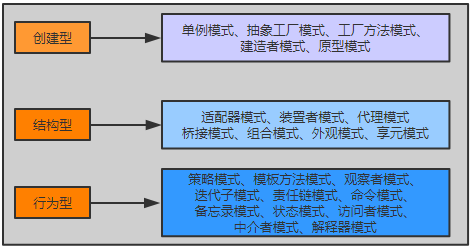 创建型
单例模式、抽象工厂模式、工厂方法模式、
建造者模式、原型模式
结构型
适配器模式、装置者模式、代理模式
桥接模式、组合模式、外观模式、享元模式
行为型
策略模式、模板方法模式、观察者模式、
迭代子模式、责任链模式、命令模式、
备忘录模式、状态模式、访问者模式、
中介者模式、解释器模式